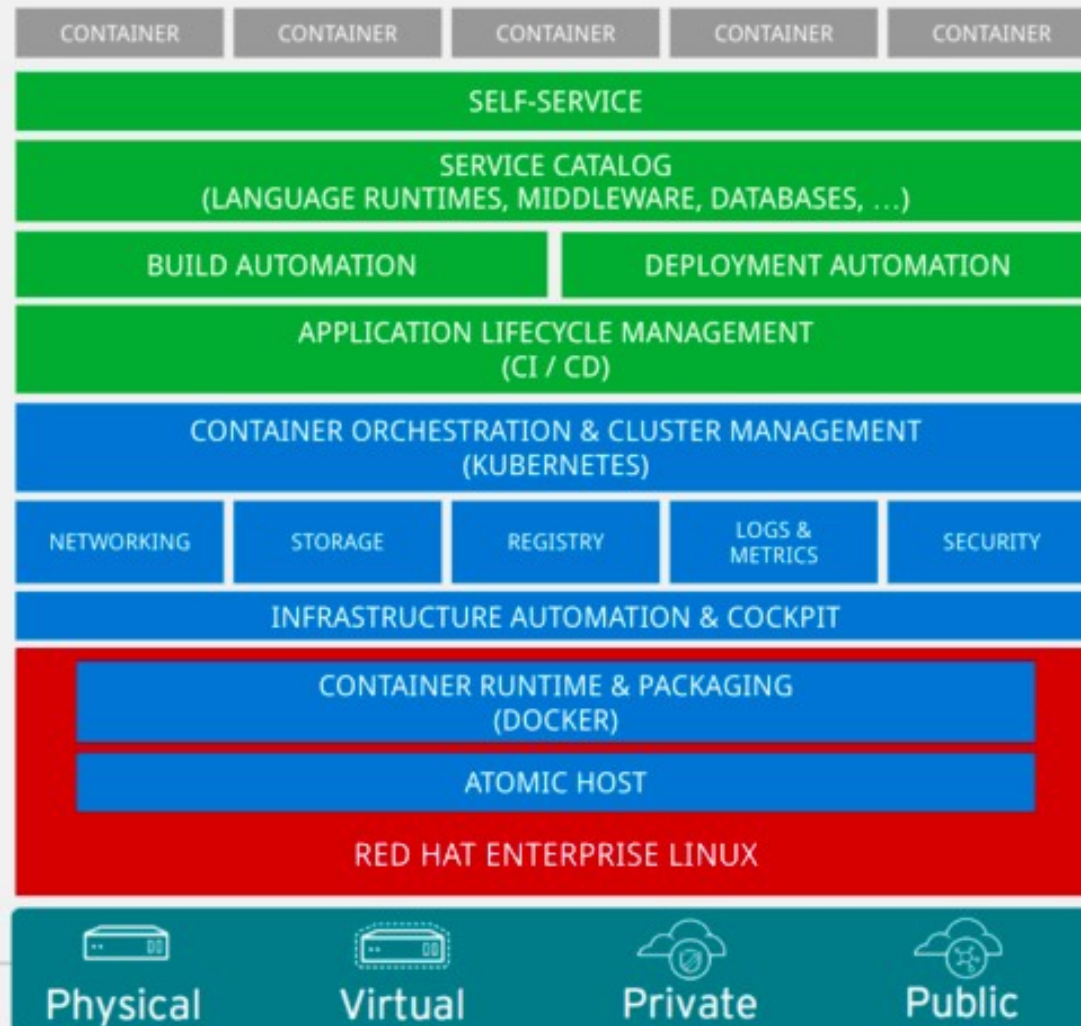 CONTAINER CONTAINER CONTAINER CONTAINER CONTAINER
SELF-SERVICE
SERVICE CATALOG
(LANGUAGE RUNTIMES, MIDDLEWARE, DATABASES, ...)
BUILD AUTOMATION DEPLOYMENT AUTOMATION
APPLICATION LIFECYCLE MANAGEMENT
(CI / CD)
CONTAINER ORCHESTRATION & CLUSTER MANAGEMENT
(KUBERNETES)
NETWORKING
STORAGE
REGISTRY
LOGS &
METRICS
SECURITY
INFRASTRUCTURE AUTOMATION & COCKPIT
CONTAINER RUNTIME & PACKAGING
(DOCKER)
ATOMIC HOST
RED HAT ENTERPRISE LINUX
Physical Virtual Private Public